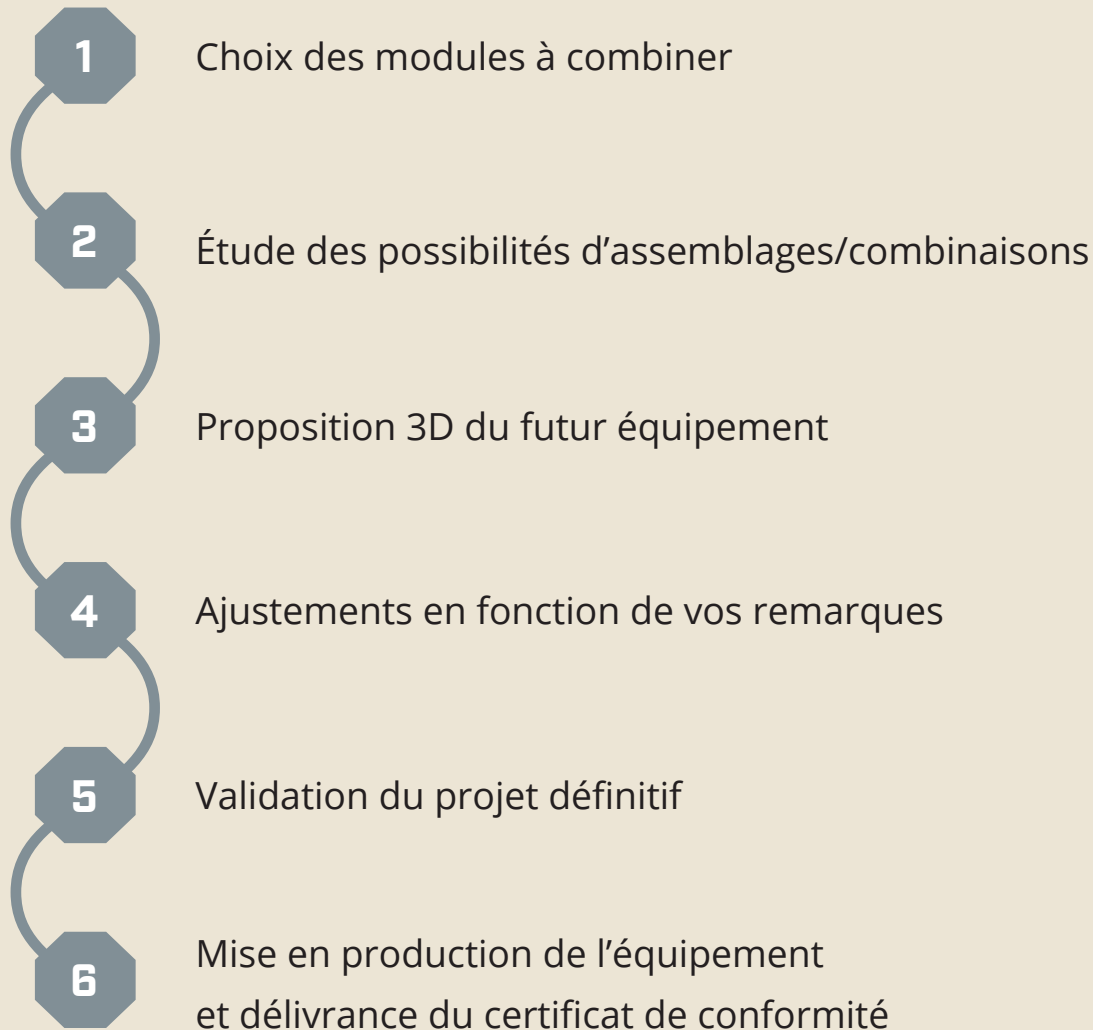 1
Choix des modules à combiner
2
Étude des possibilités d’assemblages/combinaisons
3
Proposition 3D du futur équipement
4
Ajustements en fonction de vos remarques
5
Validation du projet définitif
6
Mise en production de l’équipement
et délivrance du certificat de conformité